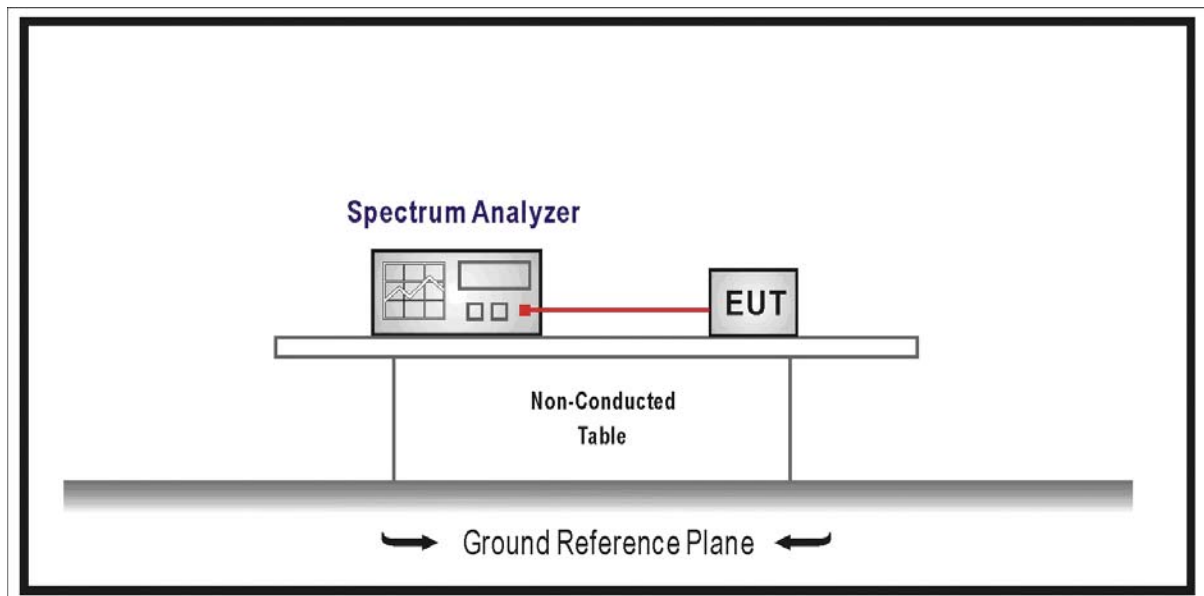 Spectrum Analyzer
EUT
Non-Conducted
Table
Ground Reference Plane